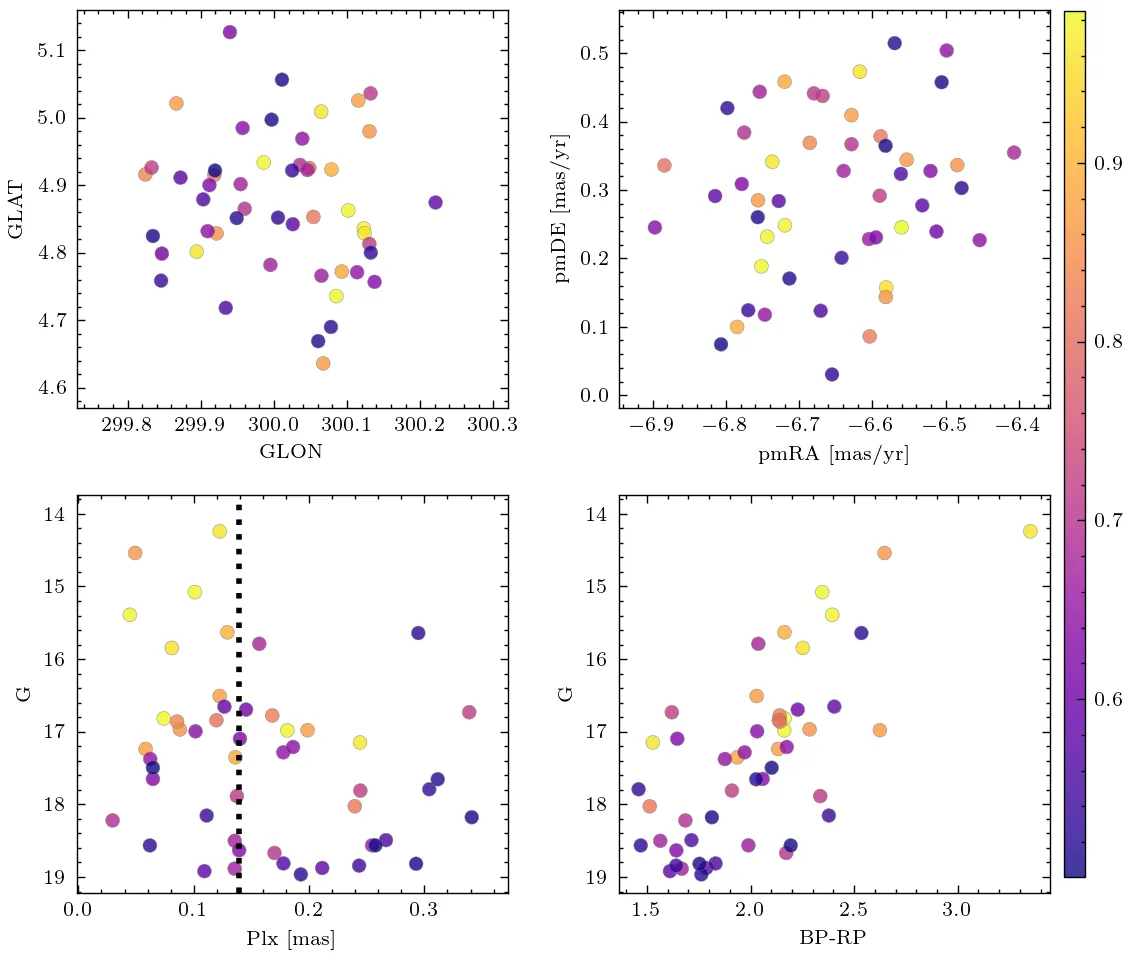 5.1
5.0
4.9
4.8
4.7
4.6
GLAT
299.8 299.9 300.0 300.1 300.2 300.3
GLON
0.5
0.4
0.3
0.2
0.1
0.0
pmDE [mas/yr]
−6.9 −6.8 −6.7 −6.6 −6.5 −6.4
pmRA [mas/yr]
0.9
0.8
0.7
0.6
14
15
16
17
18
19
G
0.0 0.1 0.2 0.3
Plx [mas]
14
15
16
17
18
19
G
1.5 2.0 2.5 3.0
BP-RP